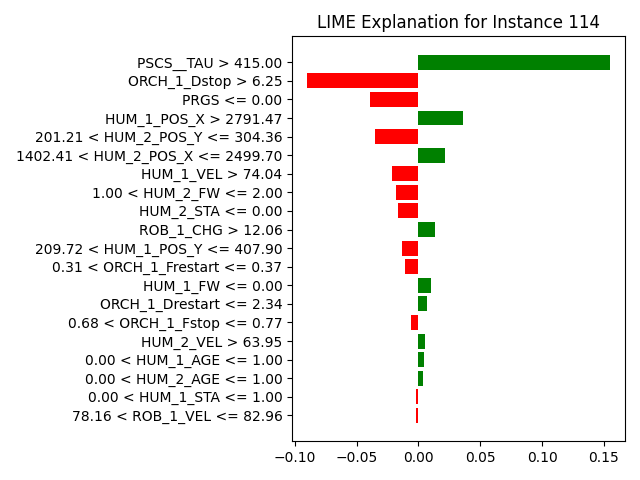 LIME Explanation for Instance 114
PSCS__TAU > 415.00
ORCH_1_Dstop > 6.25
PRGS <= 0.00
HUM_1_POS_X > 2791.47
201.21 < HUM_2_POS_Y <= 304.36
1402.41 < HUM_2_POS_X <= 2499.70
HUM_1_VEL > 74.04
1.00 < HUM_2_FW <= 2.00
HUM_2_STA <= 0.00
ROB_1_CHG > 12.06
209.72 < HUM_1_POS_Y <= 407.90
0.31 < ORCH_1_Frestart <= 0.37
HUM_1_FW <= 0.00
ORCH_1_Drestart <= 2.34
0.68 < ORCH_1_Fstop <= 0.77
HUM_2_VEL > 63.95
0.00 < HUM_1_AGE <= 1.00
0.00 < HUM_2_AGE <= 1.00
0.00 < HUM_1_STA <= 1.00
78.16 < ROB_1_VEL <= 82.96
−0.10 −0.05 0.00 0.05 0.10 0.15